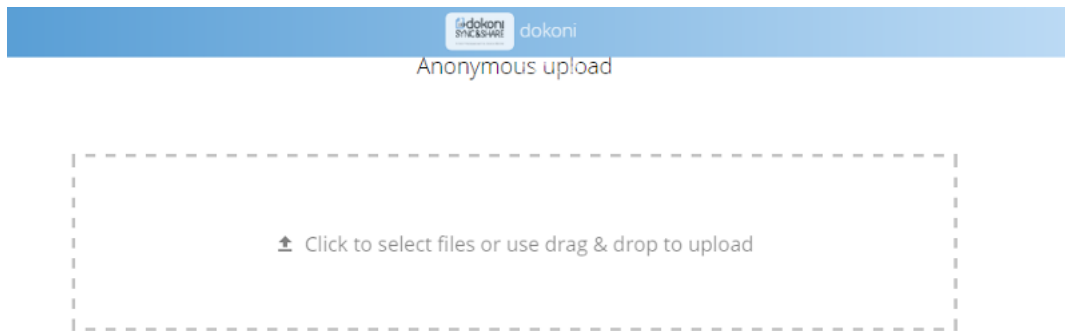 dokoni
SYNC&SHARE
dokoni
Anonymous upload
Click to select files or use drag & drop to upload